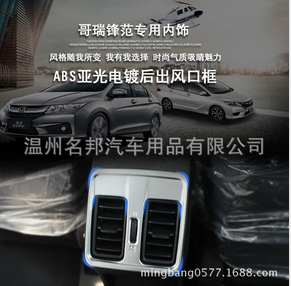 哥瑞锋范专用内饰
风格随我所变 我有我选择 时尚气质吸睛魅力
ABS亚光电镀后出风口框
温州名邦汽车用品有限公司
mingbang0577.1688.com